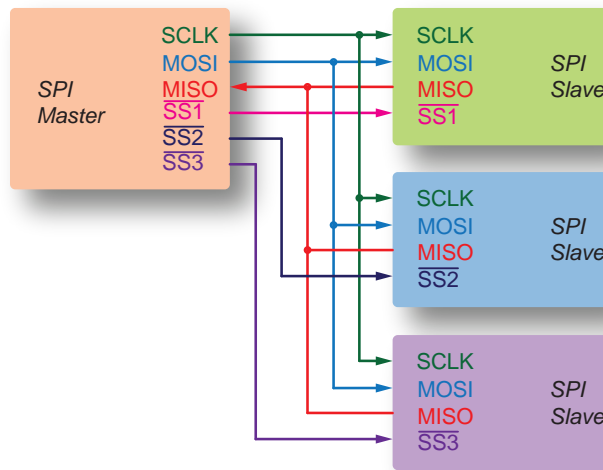 SCLK
MOSI
MISO
SS1
SS2
SS3
SPI
Master
SCLK
MOSI
MISO
SS1
SPI
Slave
SCLK
MOSI
MISO
SS2
SPI
Slave
SCLK
MOSI
MISO
SS3
SPI
Slave